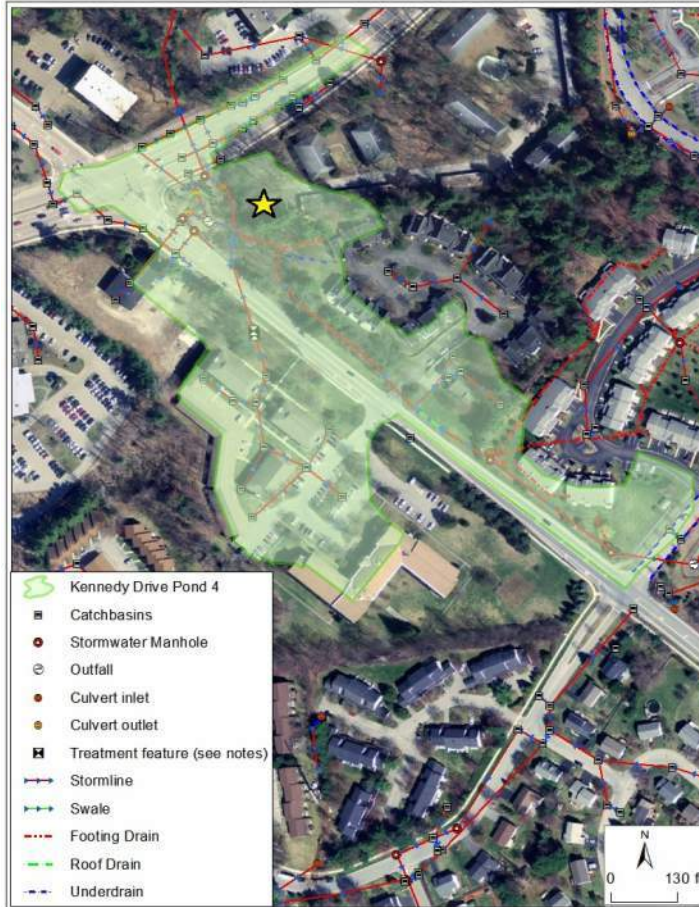 Kennedy Drive Pond 4
Catchbasins
Stormwater Manhole
Outfall
Culvert inlet
Culvert outlet
Treatment feature (see notes)
Stormline
Swale
Footing Drain
Roof Drain
Underdrain
N
0 130 f